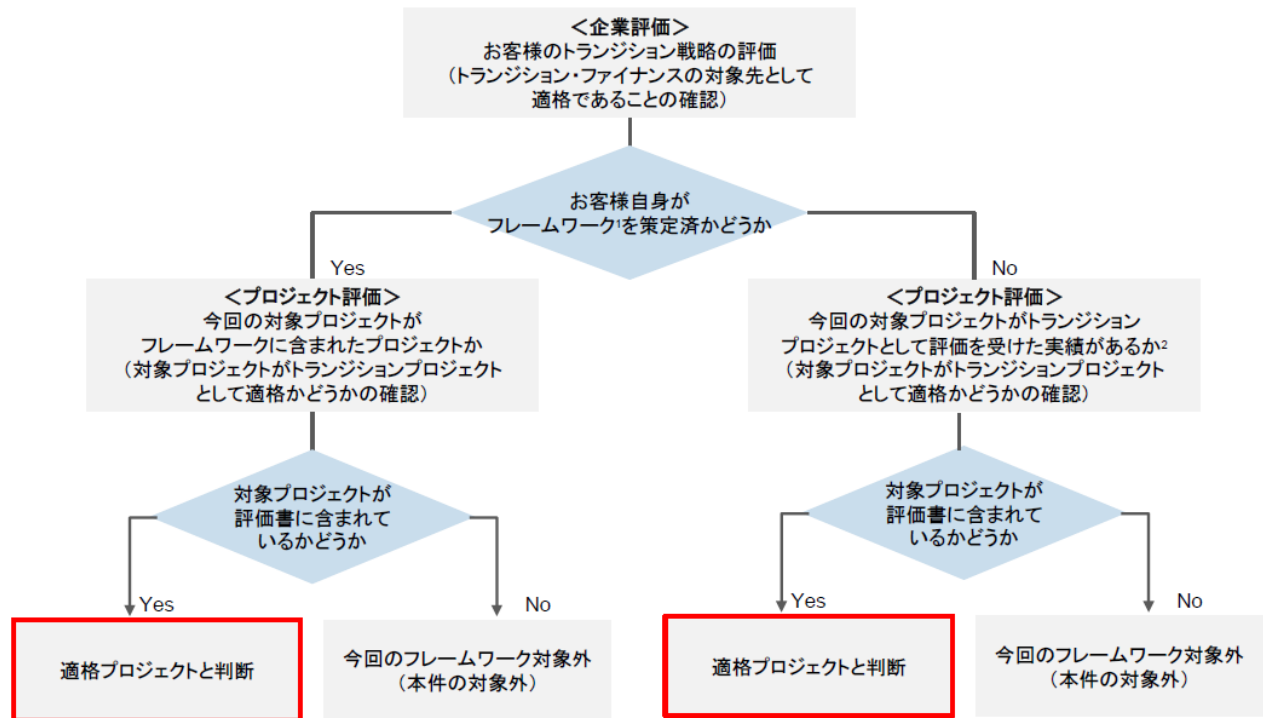 <企業評価>
お客様のトランジション戦略の評価
(トランジション・ファイナンスの対象先として
適格であることの確認)
お客様自身が
フレームワーク¹を策定済かどうか
Yes
No
<プロジェクト評価>
今回の対象プロジェクトが
フレームワークに含まれたプロジェクトか
(対象プロジェクトがトランジションプロジェクト
として適格かどうかの確認)
<プロジェクト評価>
今回の対象プロジェクトがトランジション
プロジェクトとして評価を受けた実績があるか²
(対象プロジェクトがトランジションプロジェクト
として適格かどうかの確認)
対象プロジェクトが
評価書に含まれて
いるかどうか
対象プロジェクトが
評価書に含まれて
いるかどうか
Yes
No
Yes
No
適格プロジェクトと判断
今回のフレームワーク対象外
(本件の対象外)
適格プロジェクトと判断
今回のフレームワーク対象外
(本件の対象外)